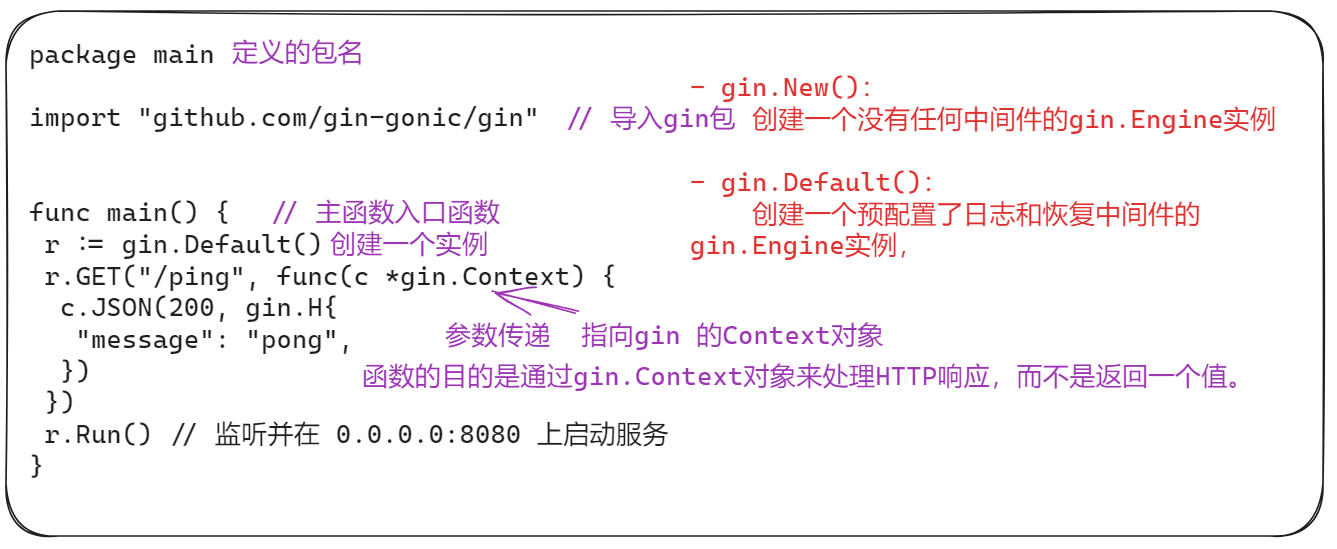 package main 定义的包名
- gin.New():
import "github.com/gin-gonic/gin" // 导入gin包 创建一个没有任何中间件的gin.Engine实例
- gin.Default():
func main() { // 主函数入口函数 创建一个预配置了日志和恢复中间件的
r := gin.Default() 创建一个实例 gin.Engine实例，
r.GET("/ping", func(c *gin.Context) {
c.JSON(200, gin.H{
"message": "pong", 参数传递 指向gin 的Context对象
})  函数的目的是通过gin.Context对象来处理HTTP响应，而不是返回一个值。
})
r.Run() // 监听并在 0.0.0.0:8080 上启动服务
}